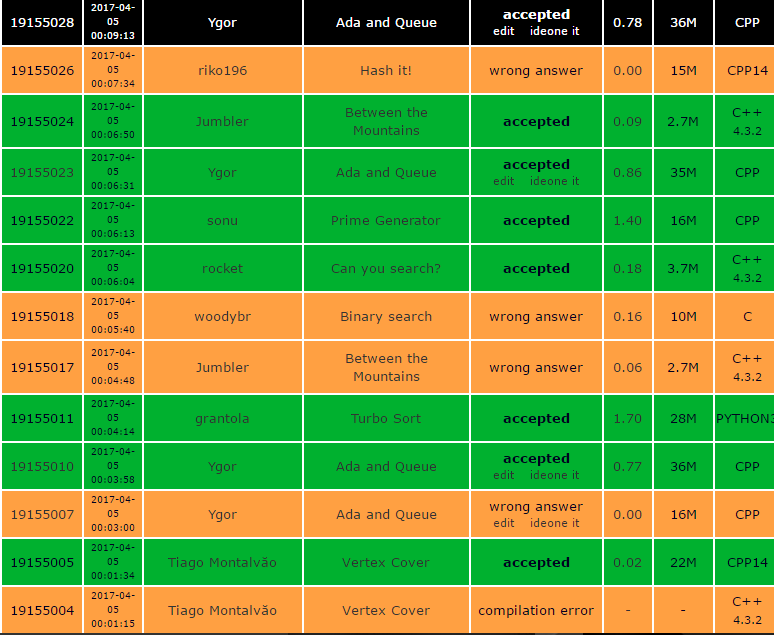 19155028 2017-04-05 00:09:13 Ygor Ada and Queue accepted edit ideone it 0.78 36M CPP
19155026 2017-04-05 00:07:34 riko196 Hash it! wrong answer 0.00 15M CPP14
19155024 2017-04-05 00:06:50 Jumbler Between the Mountains accepted 0.09 2.7M C++ 4.3.2
19155023 2017-04-05 00:06:31 Ygor Ada and Queue accepted edit ideone it 0.86 35M CPP
19155022 2017-04-05 00:06:13 sonu Prime Generator accepted 1.40 16M CPP
19155020 2017-04-05 00:06:04 rocket Can you search? accepted 0.18 3.7M C++ 4.3.2
19155018 2017-04-05 00:05:40 woodybr Binary search wrong answer 0.16 10M C
19155017 2017-04-05 00:04:48 Jumbler Between the Mountains wrong answer 0.06 2.7M C++ 4.3.2
19155011 2017-04-05 00:04:14 grantola Turbo Sort accepted 1.70 28M PYTHON3
19155010 2017-04-05 00:03:58 Ygor Ada and Queue accepted edit ideone it 0.77 36M CPP
19155007 2017-04-05 00:03:00 Ygor Ada and Queue wrong answer edit ideone it 0.00 16M CPP
19155005 2017-04-05 00:01:34 Tiago Montalvão Vertex Cover accepted 0.02 22M CPP14
19155004 2017-04-05 00:01:15 Tiago Montalvão Vertex Cover compilation error - - C++ 4.3.2